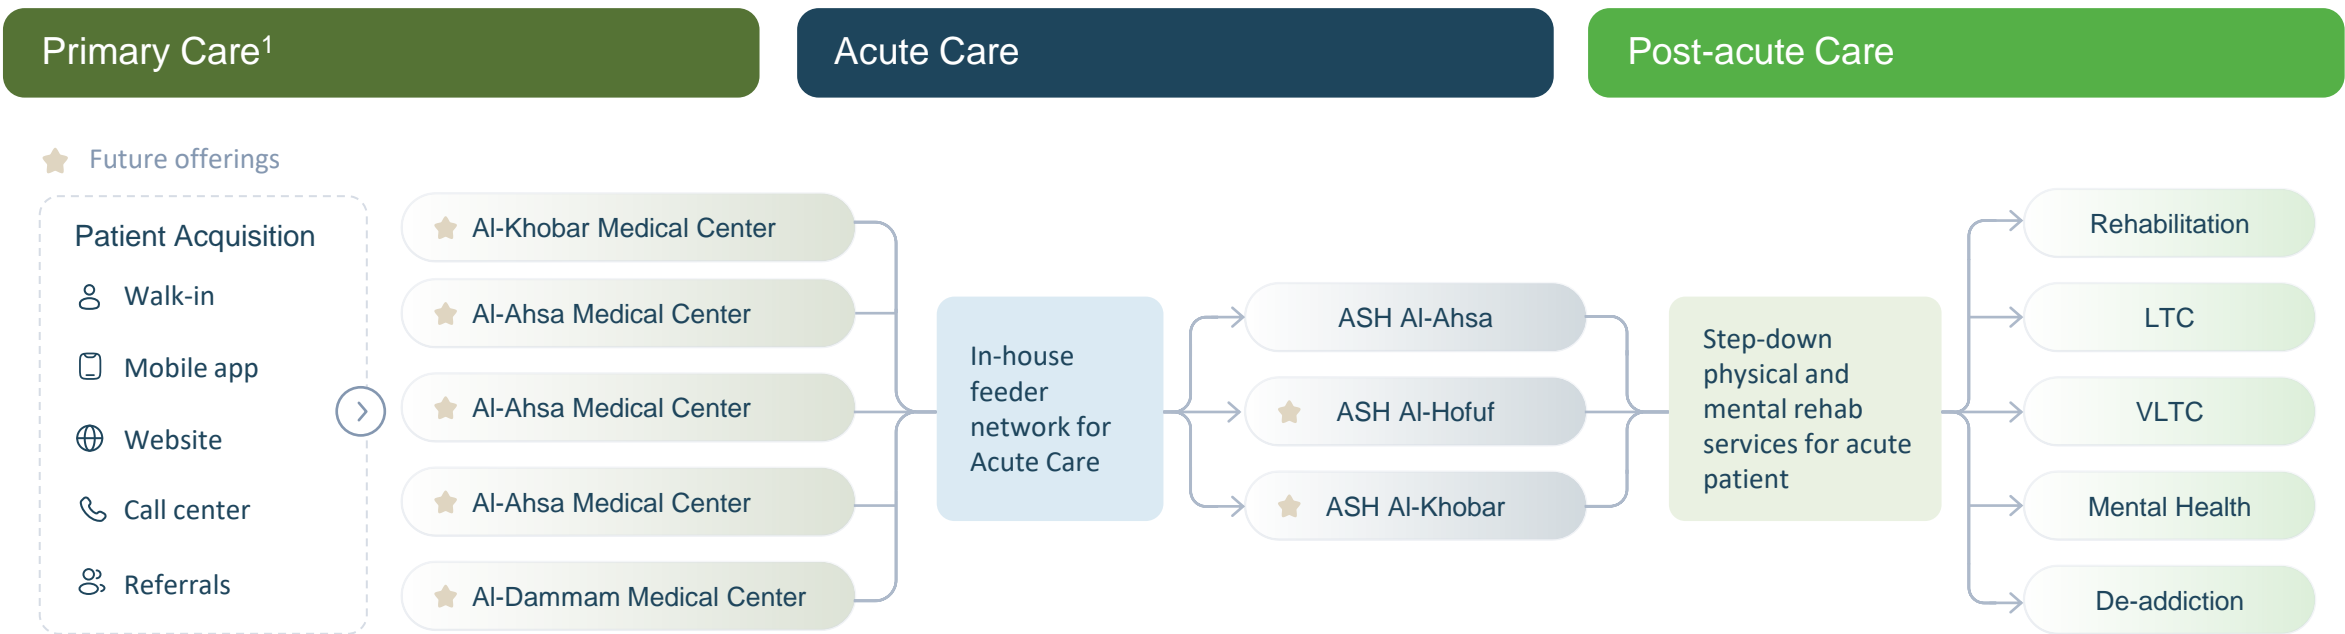 Primary Care¹
Acute Care
Post-acute Care
Future offerings
Patient Acquisition
Walk-in
Mobile app
Website
Call center
Referrals
Al-Khobar Medical Center
Al-Ahsa Medical Center
Al-Ahsa Medical Center
Al-Ahsa Medical Center
Al-Dammam Medical Center
In-house
feeder
network for
Acute Care
ASH Al-Ahsa
ASH Al-Hofuf
ASH Al-Khobar
Step-down
physical and
mental rehab
services for acute
patient
Rehabilitation
LTC
VLTC
Mental Health
De-addiction